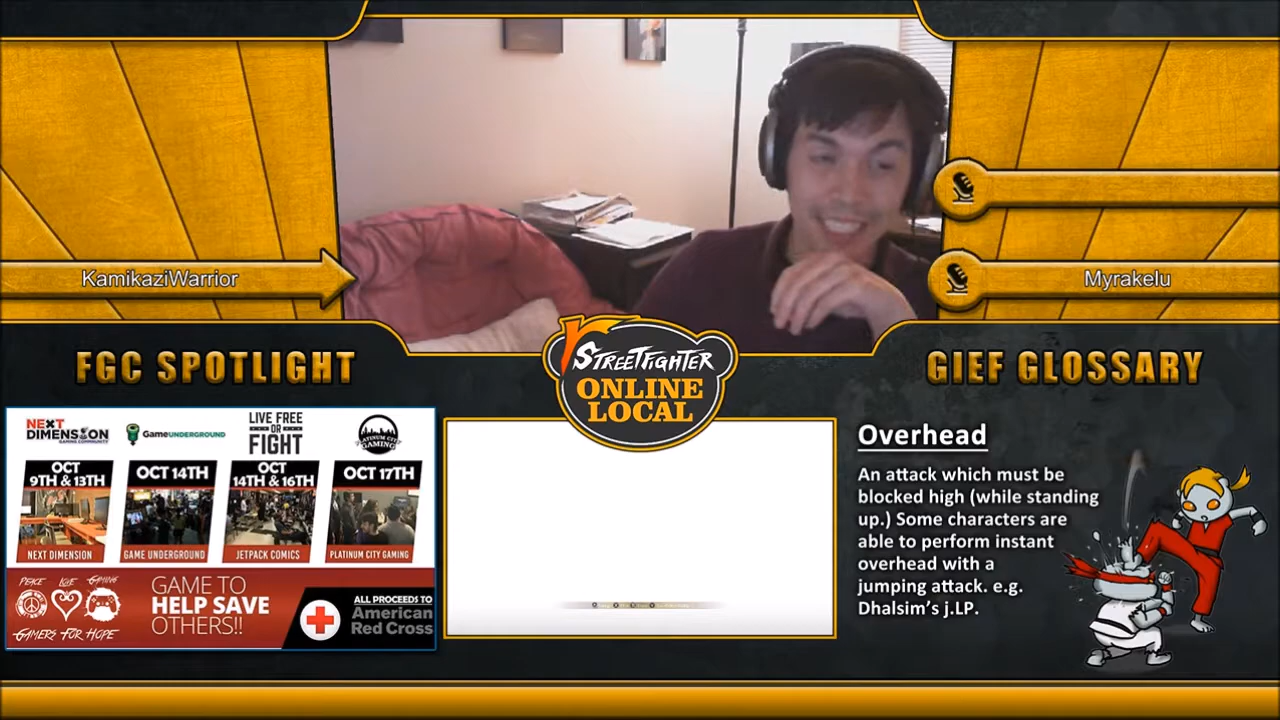 KamikaziWarrior
Myrakelu
FGC SPOTLIGHT
rSTREETFIGHTER
ONLINE
LOCAL
GIEF GLOSSARY
NEXT
DIMENSION
GAMING COMMUNITY
GAMEUNDERGROUND
LIVE FREE
OR
FIGHT
PLATINUM CITY
GAMING
OCT
9TH & 13TH
OCT 14TH
OCT
14TH & 16TH
OCT 17TH
NEXT DIMENSION
GAME UNDERGROUND
JETPACK COMICS
PLATINUM CITY GAMING
PEACE LOVE GAMING
GAMERS FOR HOPE
GAME TO
HELP SAVE
OTHERS!!
ALL PROCEEDS TO
American
Red Cross
Overhead
An attack which must be
blocked high (while standing
up.) Some characters are
able to perform instant
overhead with a
jumping attack. e.g.
Dhalsim's j.LP.